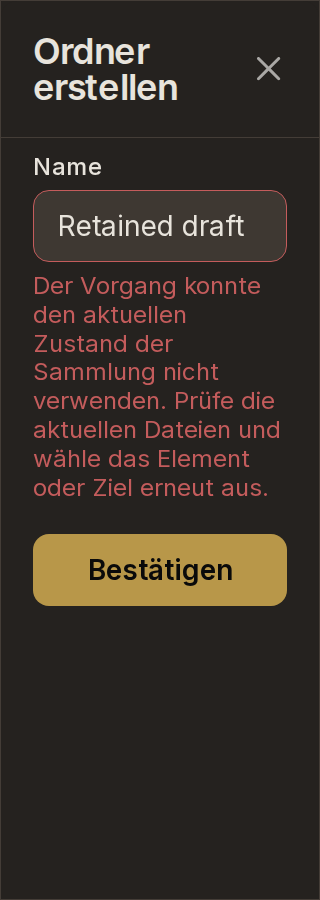 Ordner
erstellen
Name
Retained draft
Der Vorgang konnte
den aktuellen
Zustand der
Sammlung nicht
verwenden. Prüfe die
aktuellen Dateien und
wähle das Element
oder Ziel erneut aus.
Bestätigen